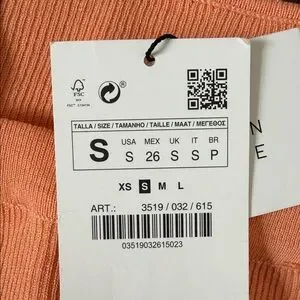 FSC
TALLA / SIZE / TAMANHO / TAILLE / MAAT / ΜΕΓΕΘΟΣ
S
USA MEX UK IT BR
S 26 S S P
XS S M L
ART.: 3519 / 032 / 615
03519032615023
N
E